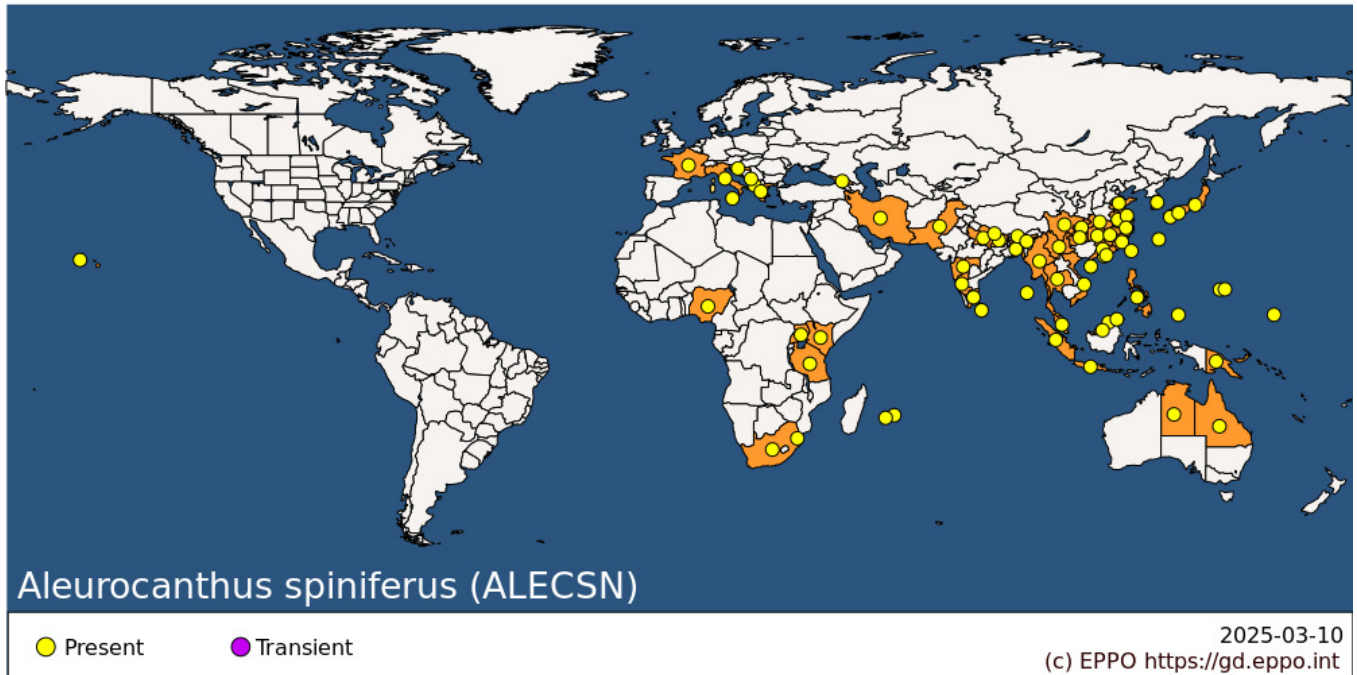 Aleurocanthus spiniferus (ALECSN)
Present
Transient
2025-03-10
(c) EPPO https://gd.eppo.int